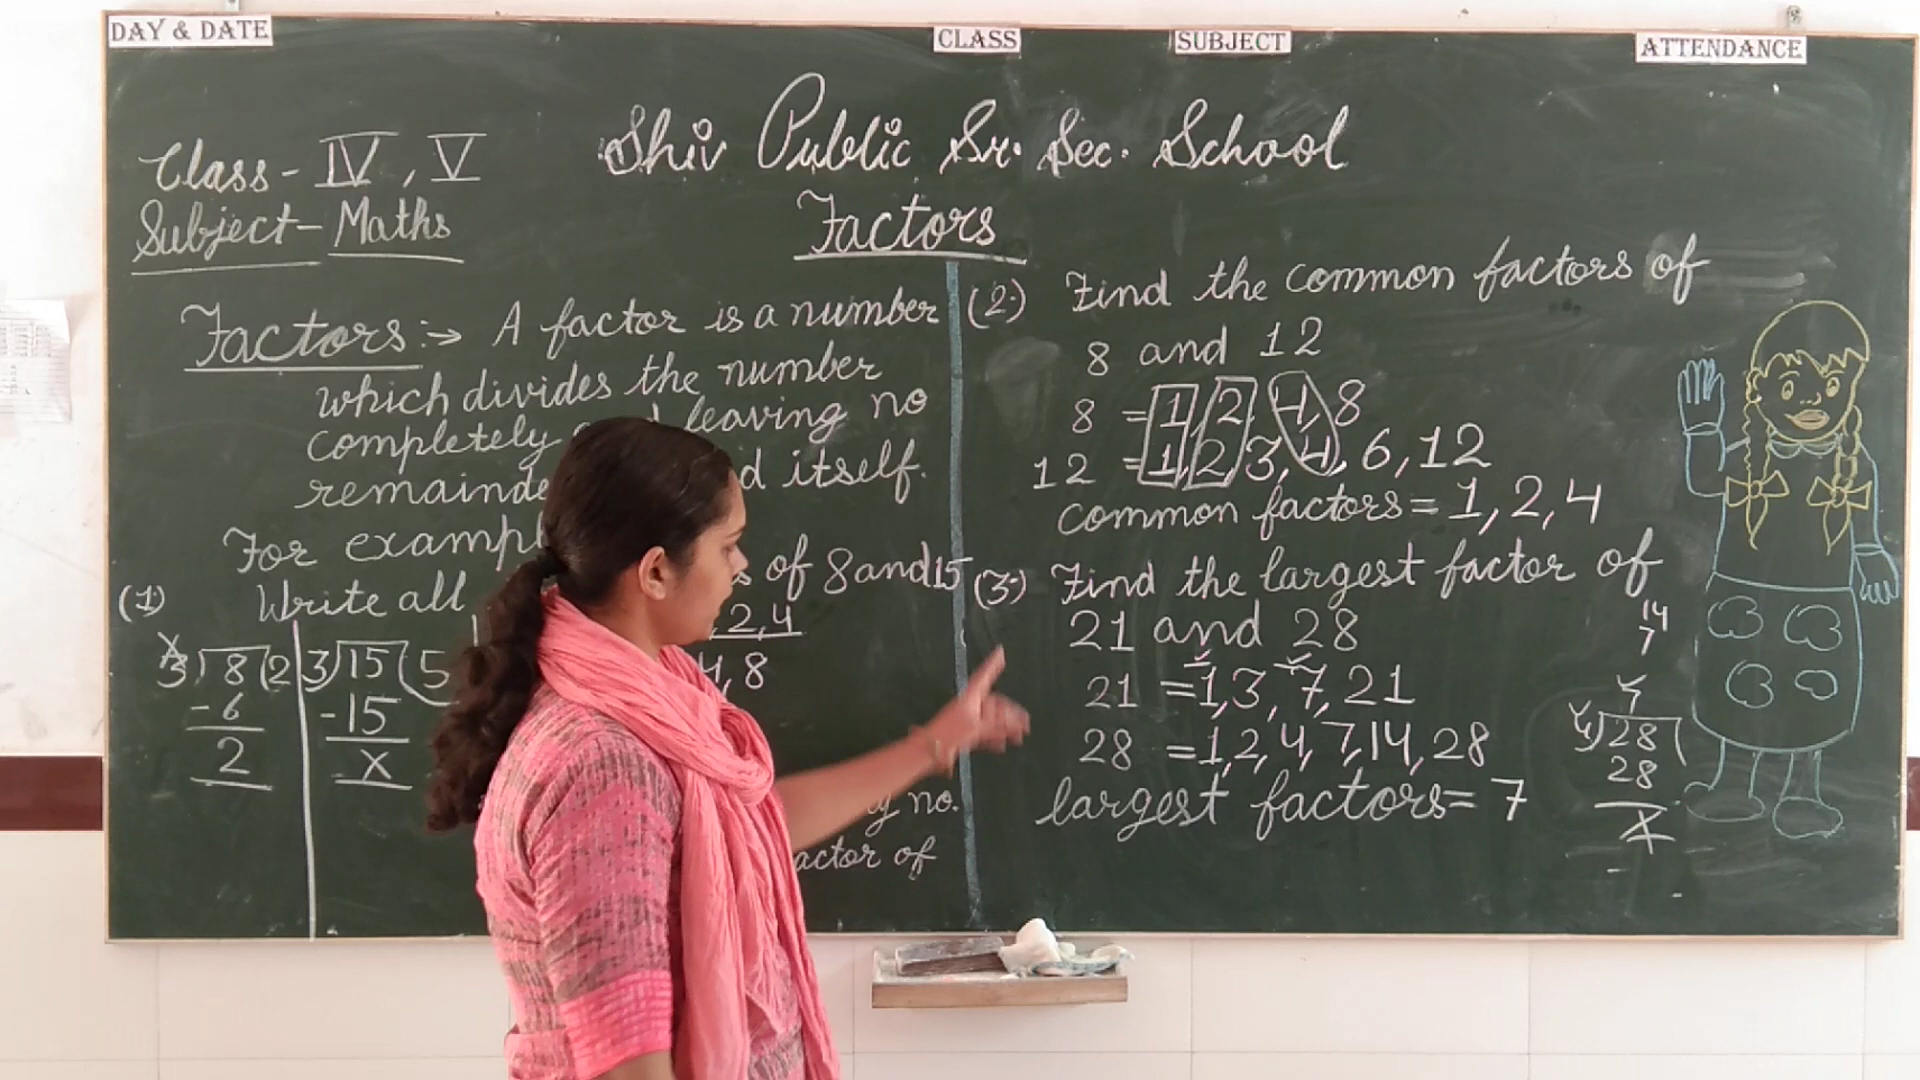 DAY & DATE
CLASS
SUBJECT
ATTENDANCE
Class - IV , V
Subject - Maths
Shiv Public Sr. Sec. School
Factors
Factors :→ A factor is a number
which divides the number
completely leaving no
itself.
For
(1) Write all of 8 and 15
3) 8 (2
- 6
2
3) 15 (5
- 15
x
2, 4
4, 8
no.
of
(2.) Find the common factors of
8 and 12
8 = 1, 2, 4, 8
12 = 1, 2, 3, 4, 6, 12
common factors = 1, 2, 4
(3.) Find the largest factor of
21 and 28
21 = 1, 3, 7, 21
28 = 1, 2, 4, 7, 14, 28
largest factors = 7
14
7
28
28
x